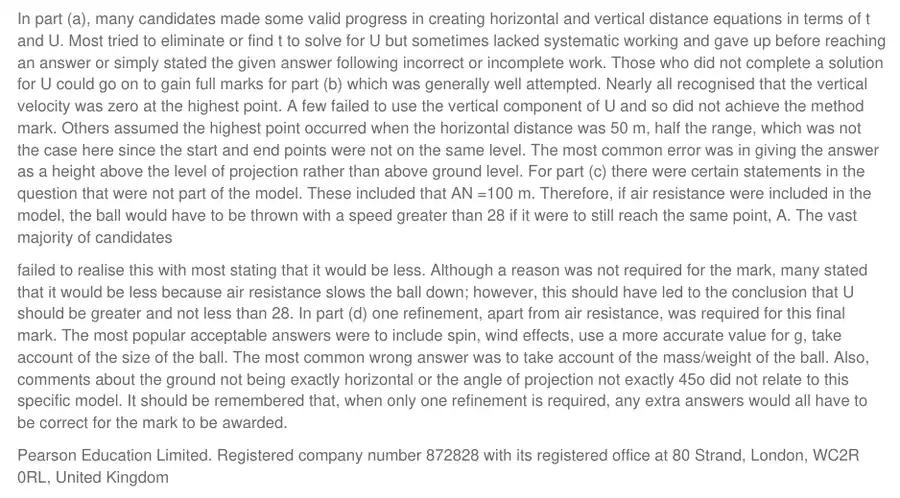 In part (a), many candidates made some valid progress in creating horizontal and vertical distance equations in terms of t
and U. Most tried to eliminate or find t to solve for U but sometimes lacked systematic working and gave up before reaching
an answer or simply stated the given answer following incorrect or incomplete work. Those who did not complete a solution
for U could go on to gain full marks for part (b) which was generally well attempted. Nearly all recognised that the vertical
velocity was zero at the highest point. A few failed to use the vertical component of U and so did not achieve the method
mark. Others assumed the highest point occurred when the horizontal distance was 50 m, half the range, which was not
the case here since the start and end points were not on the same level. The most common error was in giving the answer
as a height above the level of projection rather than above ground level. For part (c) there were certain statements in the
question that were not part of the model. These included that AN =100 m. Therefore, if air resistance were included in the
model, the ball would have to be thrown with a speed greater than 28 if it were to still reach the same point, A. The vast
majority of candidates
failed to realise this with most stating that it would be less. Although a reason was not required for the mark, many stated
that it would be less because air resistance slows the ball down; however, this should have led to the conclusion that U
should be greater and not less than 28. In part (d) one refinement, apart from air resistance, was required for this final
mark. The most popular acceptable answers were to include spin, wind effects, use a more accurate value for g, take
account of the size of the ball. The most common wrong answer was to take account of the mass/weight of the ball. Also,
comments about the ground not being exactly horizontal or the angle of projection not exactly 45o did not relate to this
specific model. It should be remembered that, when only one refinement is required, any extra answers would all have to
be correct for the mark to be awarded.
Pearson Education Limited. Registered company number 872828 with its registered office at 80 Strand, London, WC2R
0RL, United Kingdom